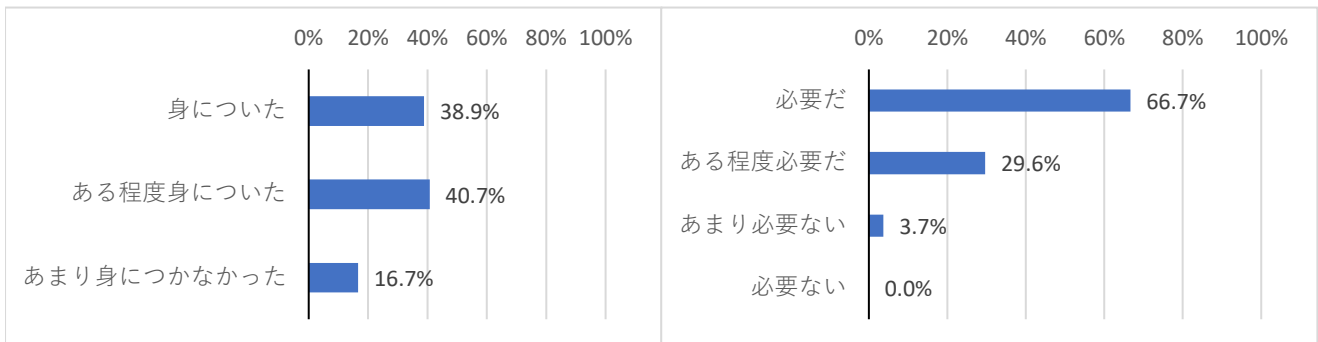 0% 20% 40% 60% 80% 100%
身についた 38.9%
ある程度身についた 40.7%
あまり身につかなかった 16.7%
0% 20% 40% 60% 80% 100%
必要だ 66.7%
ある程度必要だ 29.6%
あまり必要ない 3.7%
必要ない 0.0%